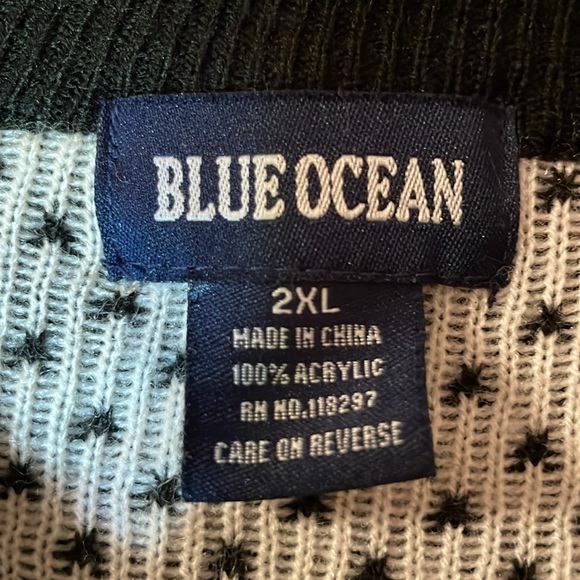 BLUE OCEAN
2XL
MADE IN CHINA
100% ACRYLIC
RN NO.118297
CARE ON REVERSE